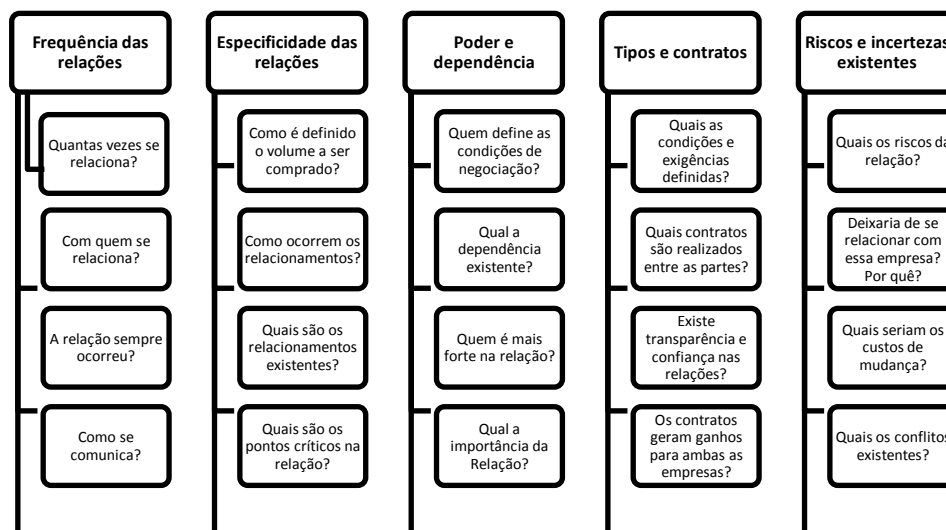 Frequência das
relações
Quantas vezes se
relaciona?
Com quem se
relaciona?
A relação sempre
ocorreu?
Como se
comunica?
Especificidade das
relações
Como é definido
o volume a ser
comprado?
Como ocorrem os
relacionamentos?
Quais são os
relacionamentos
existentes?
Quais são os
pontos críticos na
relação?
Poder e
dependência
Quem define as
condições de
negociação?
Qual a
dependência
existente?
Quem é mais
forte na relação?
Qual a
importância da
Relação?
Tipos e contratos
Quais as
condições e
exigências
definidas?
Quais contratos
são realizados
entre as partes?
Existe
transparência e
confiança nas
relações?
Os contratos
geram ganhos
para ambas as
empresas?
Riscos e incertezas
existentes
Quais os riscos da
relação?
Deixaria de se
relacionar com
essa empresa?
Por quê?
Quais seriam os
custos de
mudança?
Quais os conflitos
existentes?